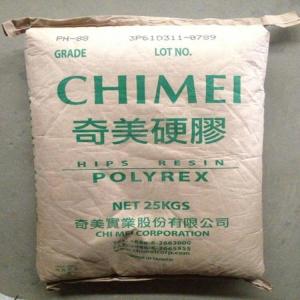 PH-88 3P61D311-0789
GRADE LOT NO.
CHIMEI
奇美硬膠
HIPS RESIN
POLYREX
NET 25KGS
奇美實業股份有限公司
CHI MEI CORPORATION